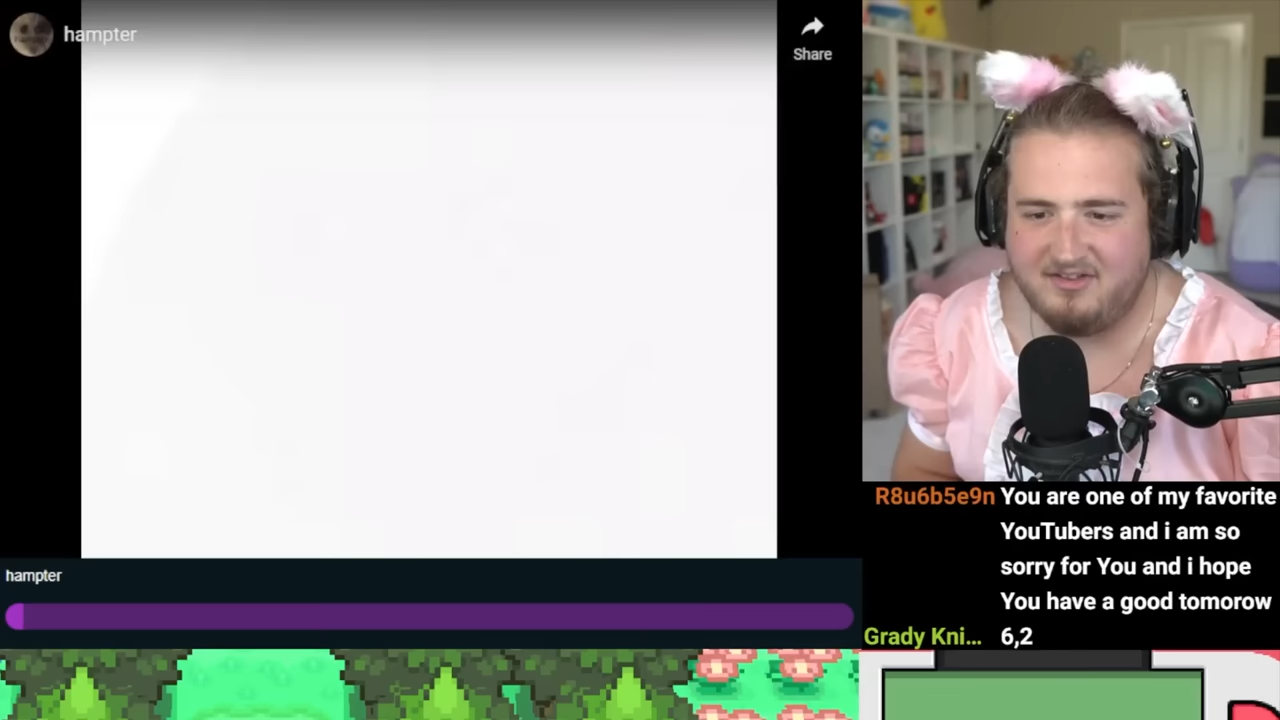 hampter
Share
hampter
R8u6b5e9n You are one of my favorite
YouTubers and i am so
sorry for You and i hope
You have a good tomorow
Grady Kni... 6,2